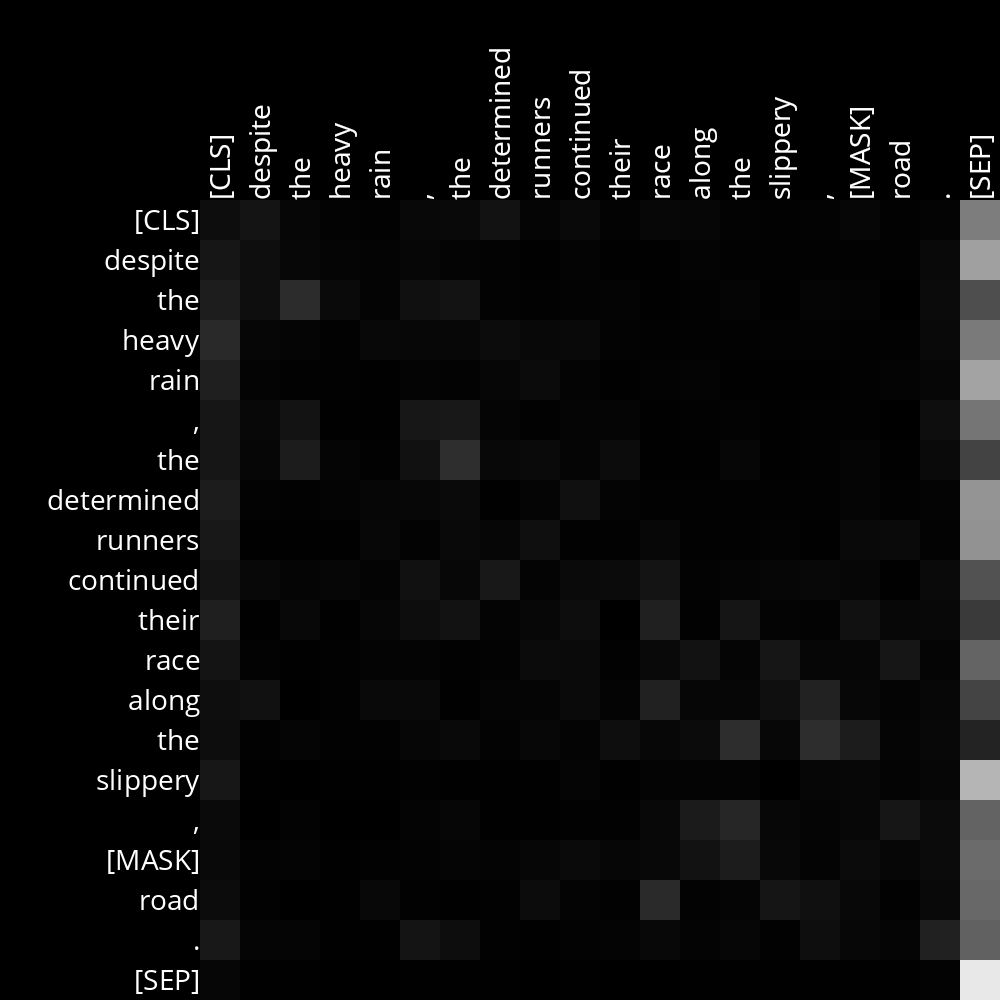 [CLS] despite the heavy rain , the determined runners continued their race along the slippery , [MASK] road . [SEP]
[CLS]
despite
the
heavy
rain
,
the
determined
runners
continued
their
race
along
the
slippery
,
[MASK]
road
.
[SEP]